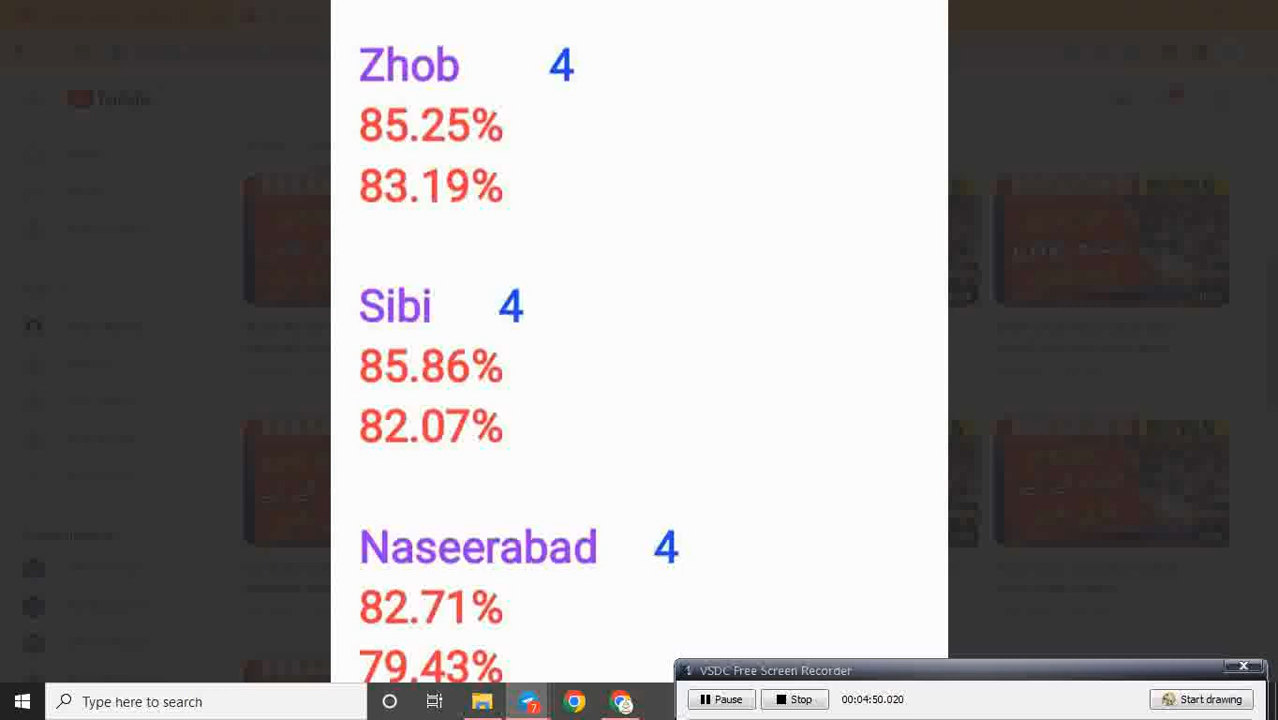 Zhob 4
85.25%
83.19%
Sibi 4
85.86%
82.07%
Naseerabad 4
82.71%
79.43%
VSDC Free Screen Recorder
Pause Stop 00:04:50.020 Start drawing
Type here to search 7